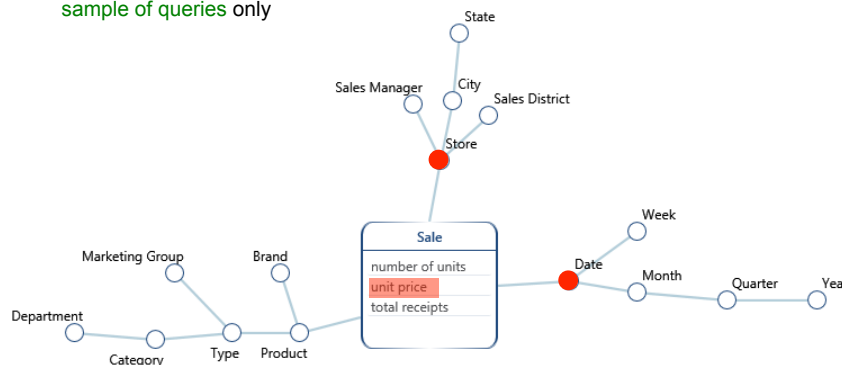 sample of queries only
State
Sales Manager
City
Sales District
Store
Week
Sale
Marketing Group
Brand
number of units
Date
Month
Quarter
unit price
total receipts
Department
Category
Type
Product